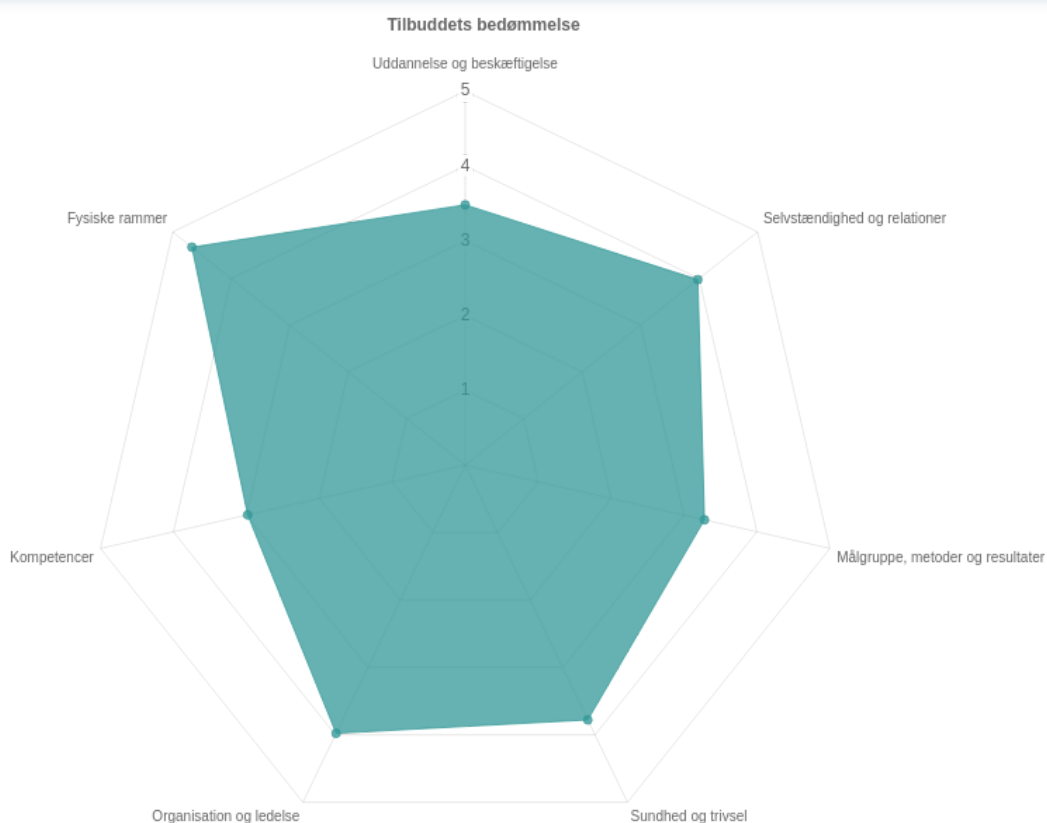 Tilbuddets bedømmelse
Uddannelse og beskæftigelse
5
4
Fysiske rammer
Selvstændighed og relationer
3
2
1
Kompetencer
Målgruppe, metoder og resultater
Organisation og ledelse
Sundhed og trivsel